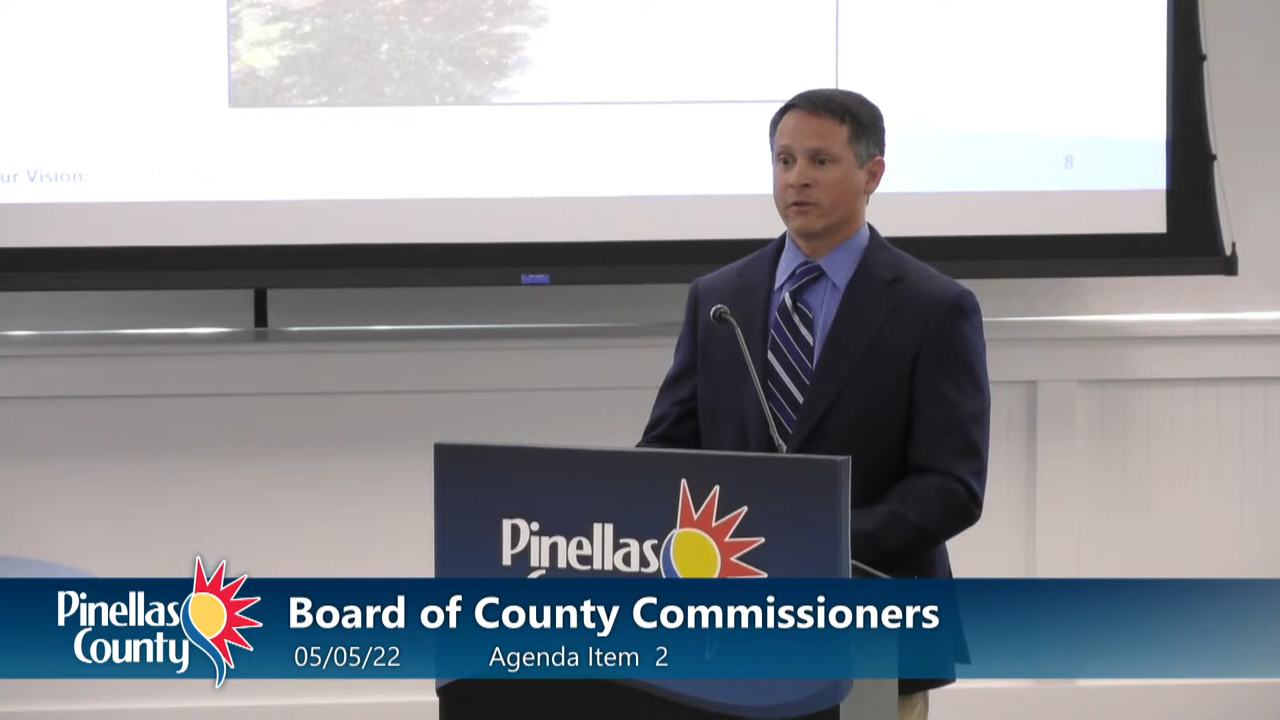 ur Vision:
8
Pinellas
Pinellas
County
Board of County Commissioners
05/05/22
Agenda Item 2